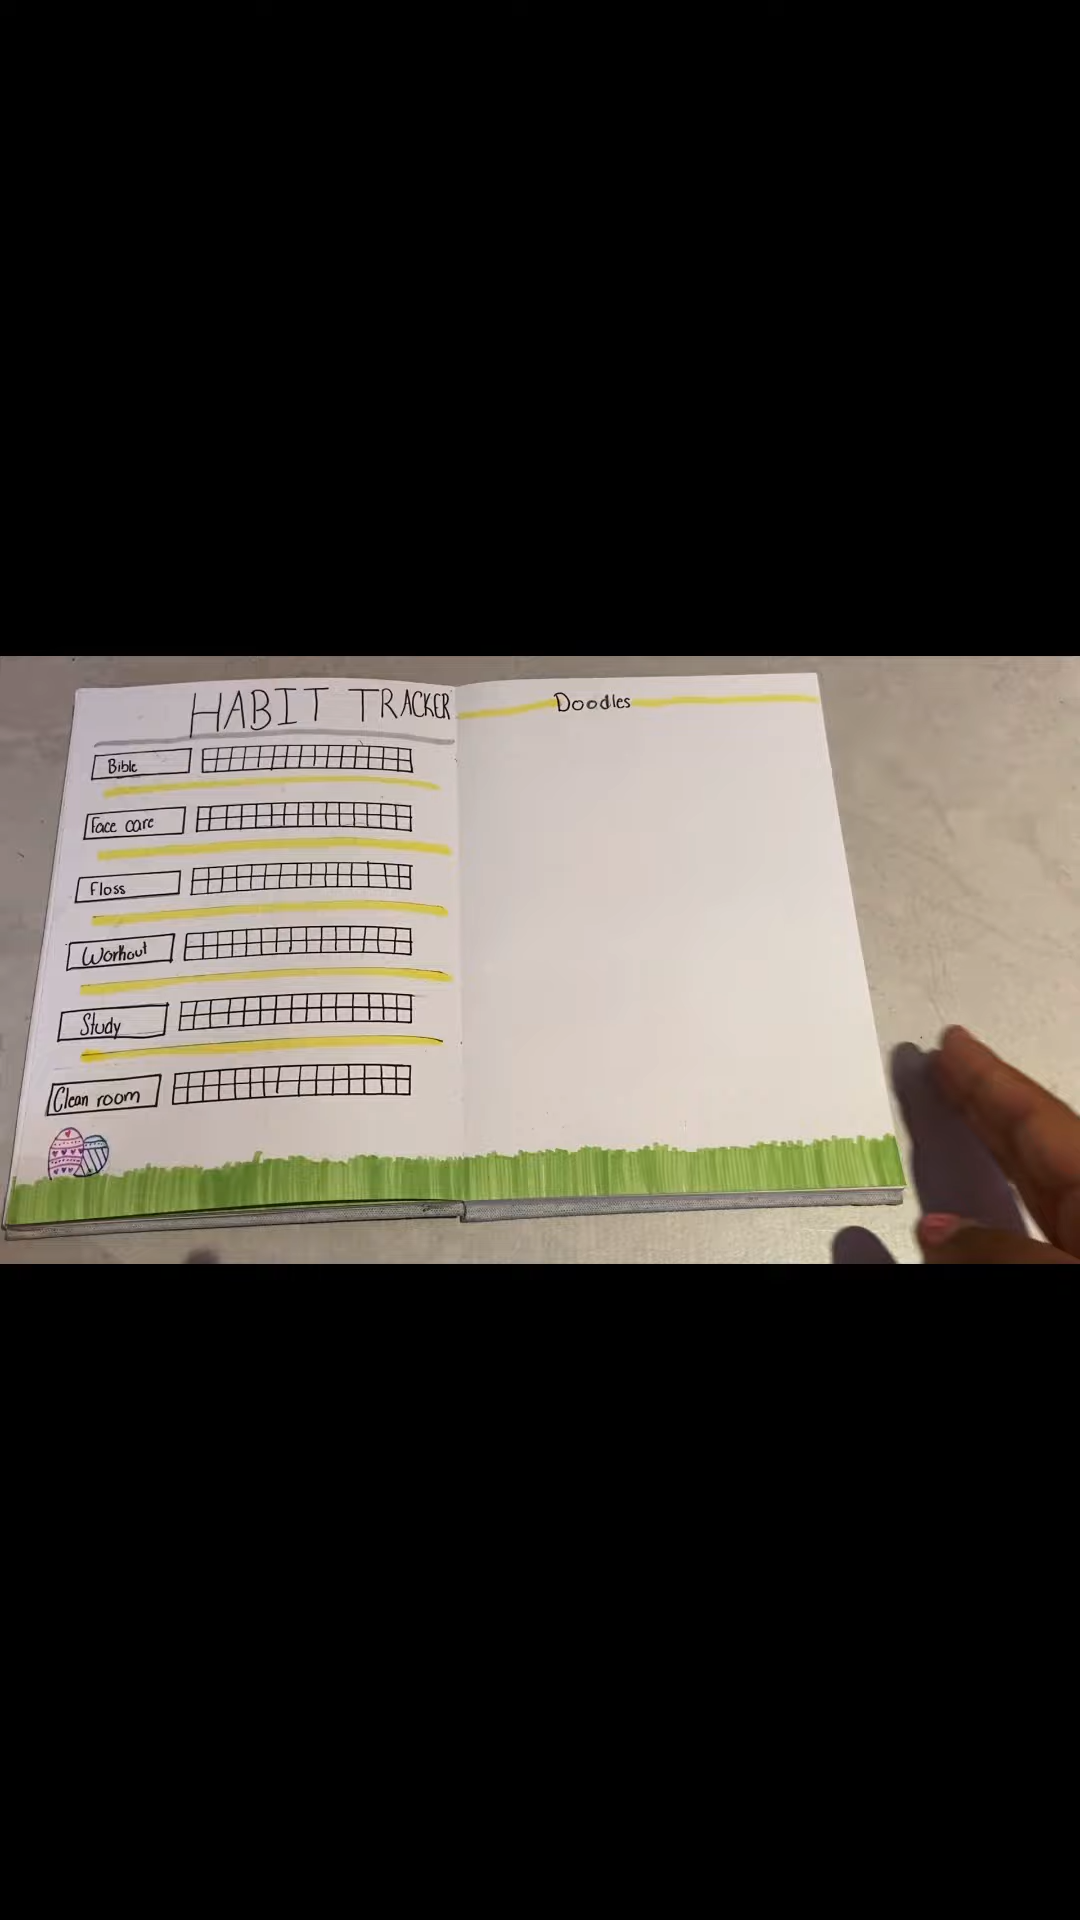 HABIT TRACKER
Bible
Face care
Floss
Workout
Study
Clean room
Doodles